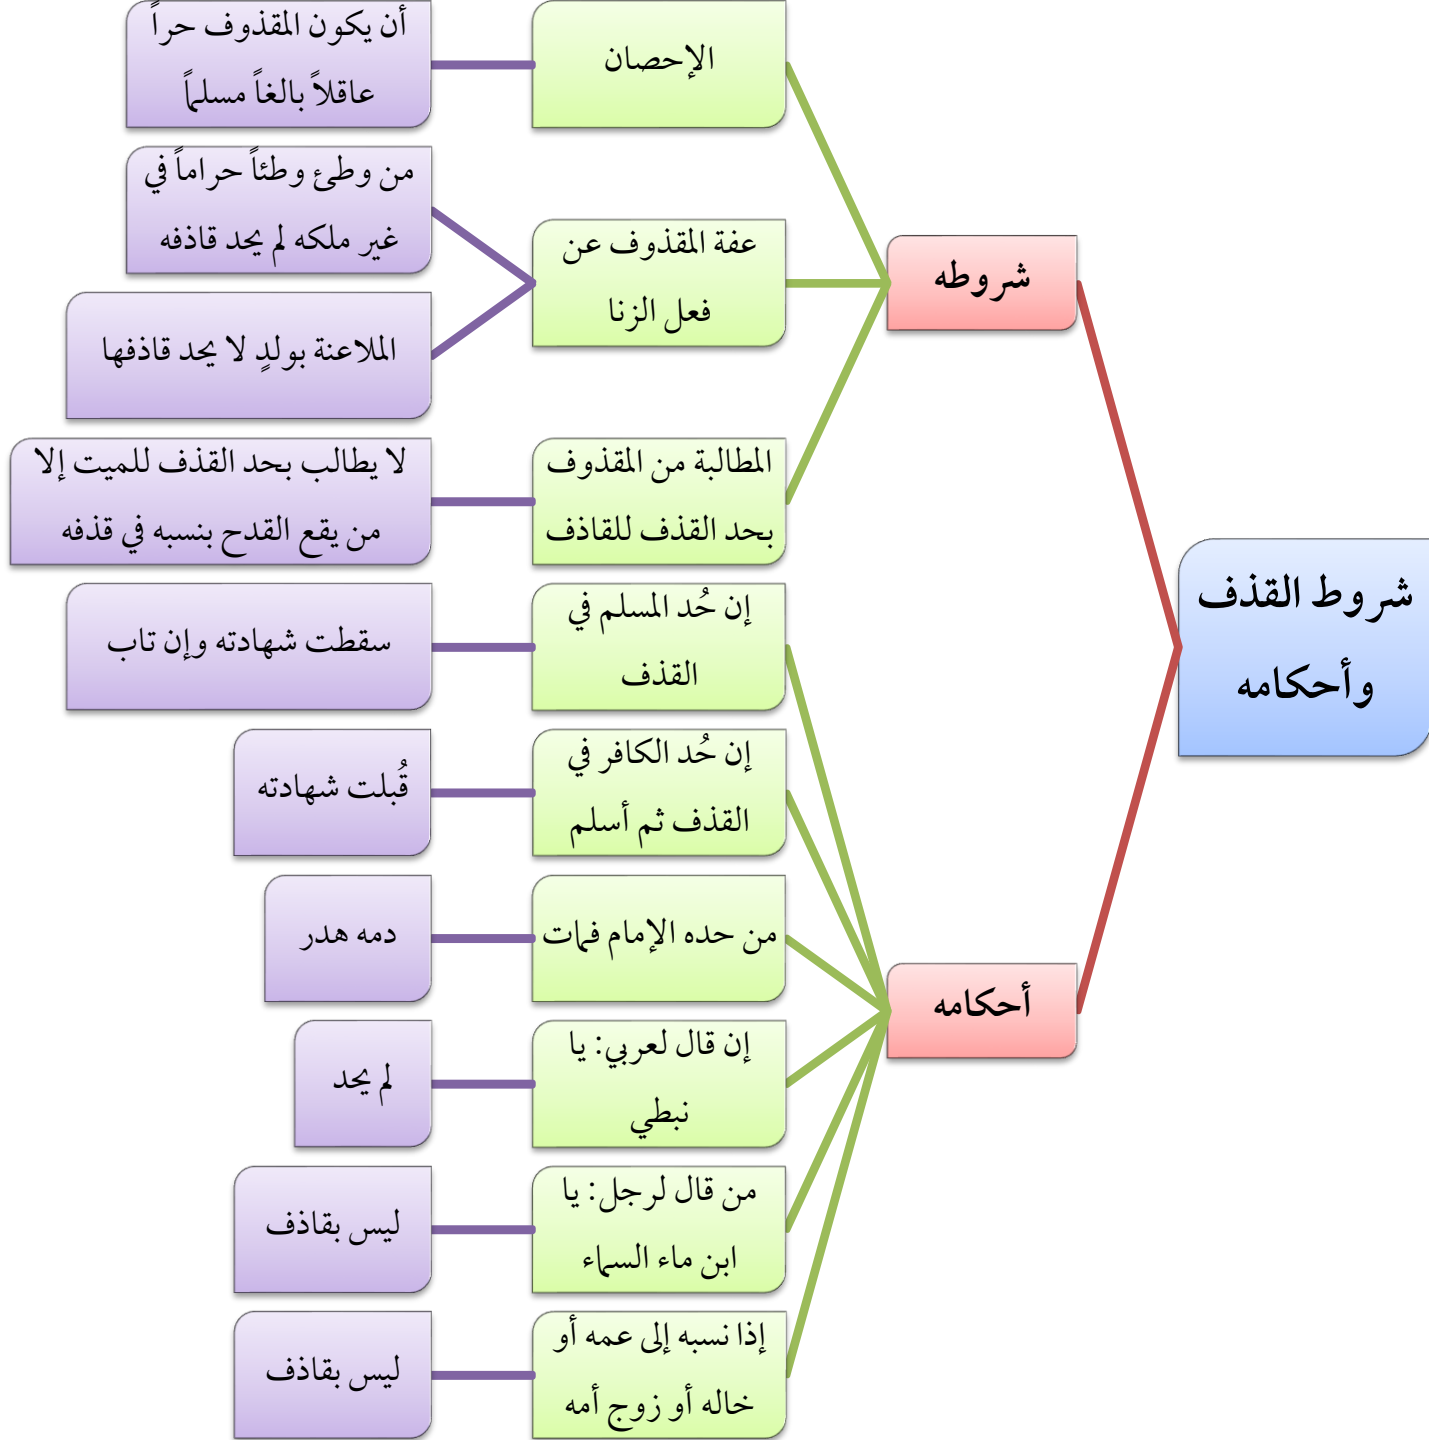 شروط القذف
وأحكامه
شروطه
الإحصان
أن يكون المقذوف حراً
عاقلاً بالغاً مسلماً
عفة المقذوف عن
فعل الزنا
من وطئ وطئاً حراماً في
غير ملكه لم يحد قاذفه
الملاعنة بولدٍ لا يحد قاذفها
المطالبة من المقذوف
بحد القذف للقاذف
لا يطالب بحد القذف للميت إلا
من يقع القدح بنسبه في قذفه
أحكامه
إن حُد المسلم في
القذف
سقطت شهادته وإن تاب
إن حُد الكافر في
القذف ثم أسلم
قُبلت شهادته
من حده الإمام فمات
دمه هدر
إن قال لعربي: يا
نبطي
لم يحد
من قال لرجل: يا
ابن ماء السماء
ليس بقاذف
إذا نسبه إلى عمه أو
خاله أو زوج أمه
ليس بقاذف